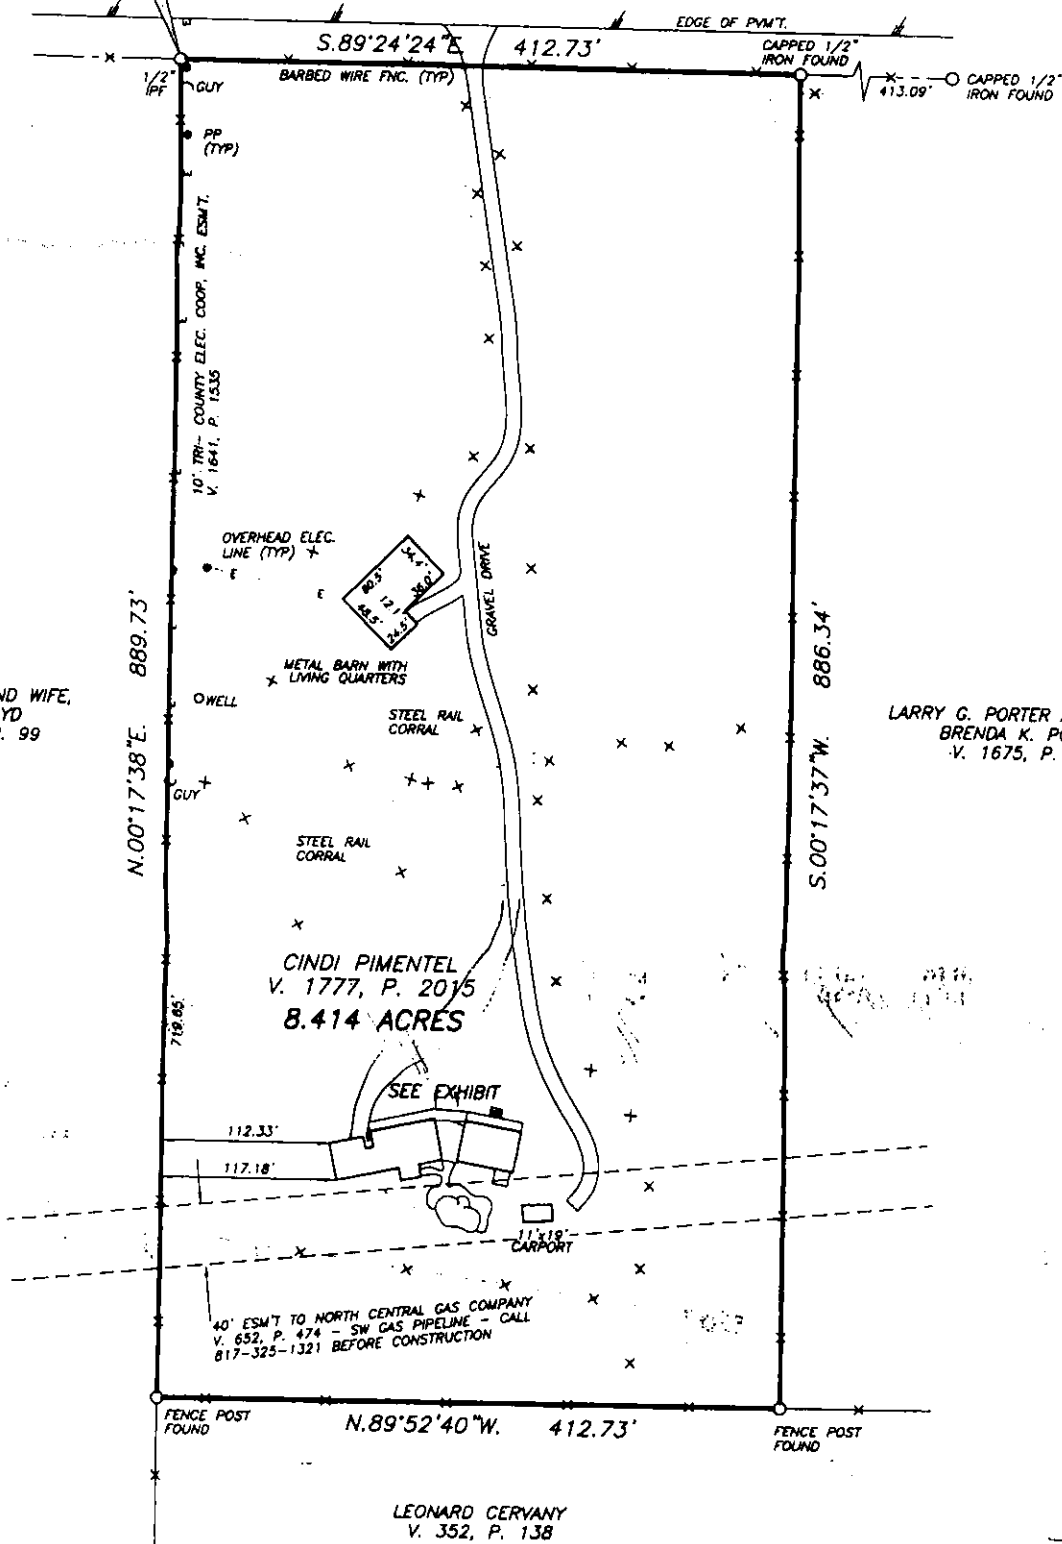 EDGE OF PVM'T.
S.89°24'24"E. 412.73'
CAPPED 1/2"
IRON FOUND
BARBED WIRE FNC. (TYP)
1/2"
IPF
GUY
413.09'
CAPPED 1/2"
IRON FOUND
PP
(TYP)
10' TRI-COUNTY ELEC. COOP, INC. ESM'T.
V. 1641, P. 1535
E
E
E
E
OVERHEAD ELEC.
LINE (TYP)
E
E
34.4'
80.5'
36.0'
12.1'
48.5'
24.5'
GRAVEL DRIVE
METAL BARN WITH
LIVING QUARTERS
N.00°17'38"E. 889.73'
S.00°17'37"W. 886.34'
WELL
STEEL RAIL
CORRAL
ND WIFE,
YD
. 99
LARRY G. PORTER
BRENDA K. P
V. 1675, P.
GUY
STEEL RAIL
CORRAL
CINDI PIMENTEL
V. 1777, P. 2015
8.414 ACRES
719.65'
SEE EXHIBIT
112.33'
117.18'
11'x19'
CARPORT
40' ESM'T TO NORTH CENTRAL GAS COMPANY
V. 652, P. 474 - SW GAS PIPELINE - CALL
817-325-1321 BEFORE CONSTRUCTION
FENCE POST
FOUND
N.89°52'40"W. 412.73'
FENCE POST
FOUND
LEONARD CERVANY
V. 352, P. 138